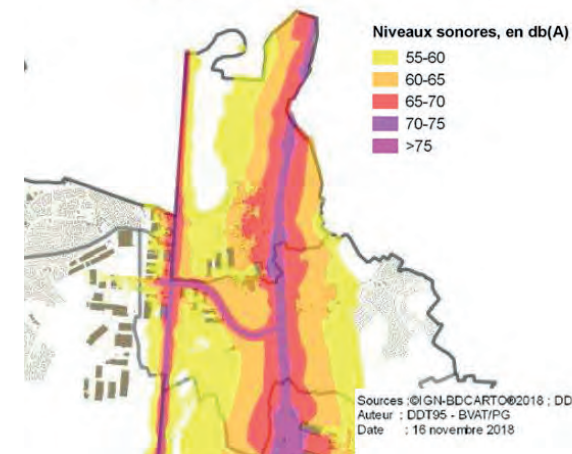 Niveaux sonores, en db(A)
55-60
60-65
65-70
70-75
>75
Sources :©IGN-BDCARTO®2018 ; DD
Auteur : DDT95 - BVAT/PG
Date : 16 novembre 2018